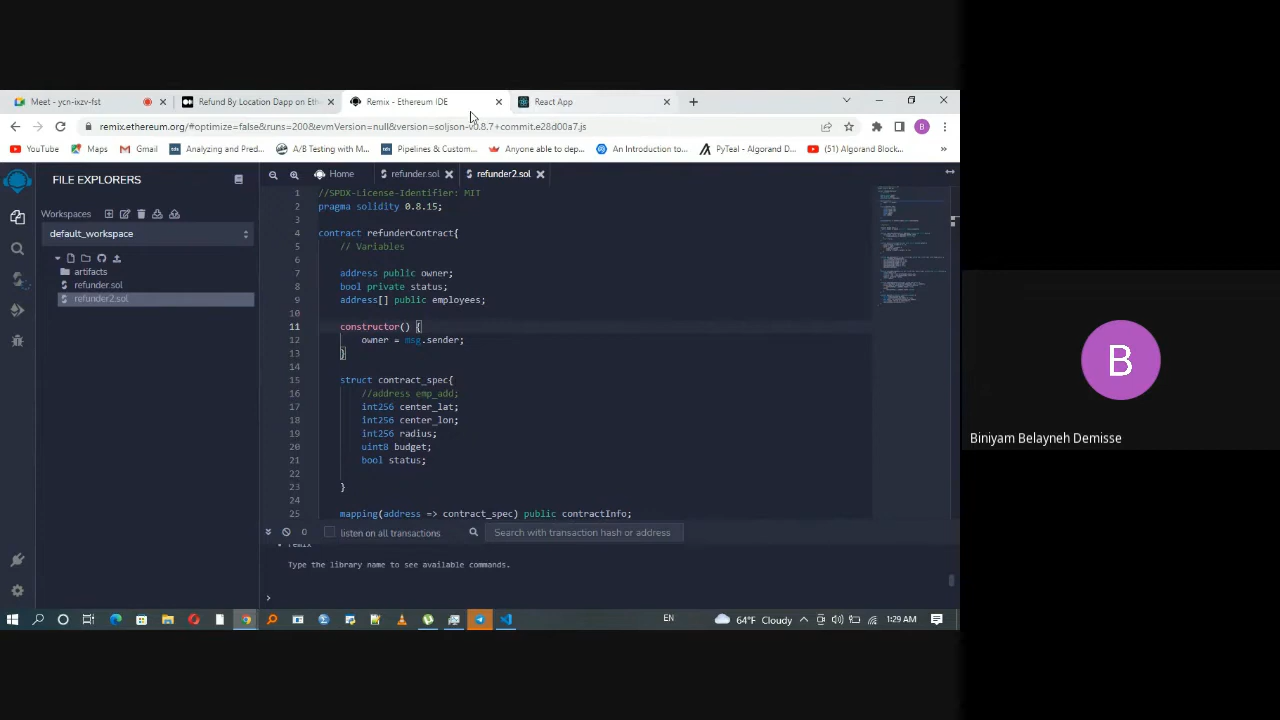 Meet - ycn-ixzv-fst
Refund By Location Dapp on Eth
Remix - Ethereum IDE
React App
remix.ethereum.org/#optimize=false&runs=200&evmVersion=null&version=soljson-v0.8.7+commit.e28d00a7.js
B
YouTube
Maps
Gmail
Analyzing and Pred...
A/B Testing with M...
Pipelines & Custom...
Anyone able to dep...
An Introduction to...
PyTeal - Algorand D...
(51) Algorand Block...
»
FILE EXPLORERS
Home
refunder.sol
refunder2.sol
Workspaces
default_workspace
artifacts
refunder.sol
refunder2.sol
1 //SPDX-License-Identifier: MIT
2 pragma solidity 0.8.15;
3
4 contract refunderContract{
5 // Variables
6
7 address public owner;
8 bool private status;
9 address[] public employees;
10
11 constructor() {
12 owner = msg.sender;
13 }
14
15 struct contract_spec{
16 //address emp_add;
17 int256 center_lat;
18 int256 center_lon;
19 int256 radius;
20 uint8 budget;
21 bool status;
22
23 }
24
25 mapping(address => contract_spec) public contractInfo;
0
listen on all transactions
Search with transaction hash or address
remix
Type the library name to see available commands.
>
EN
64°F Cloudy
1:29 AM
B
Biniyam Belayneh Demisse